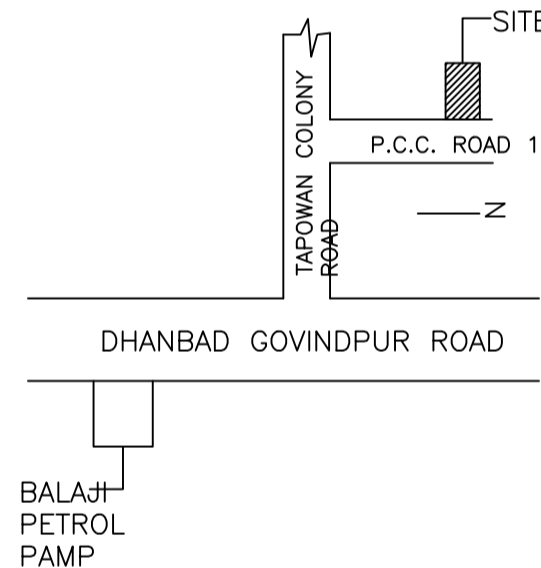 SITE
TAPOWAN COLONY
ROAD
P.C.C. ROAD 1
Z
DHANBAD GOVINDPUR ROAD
BALAJI
PETROL
PAMP